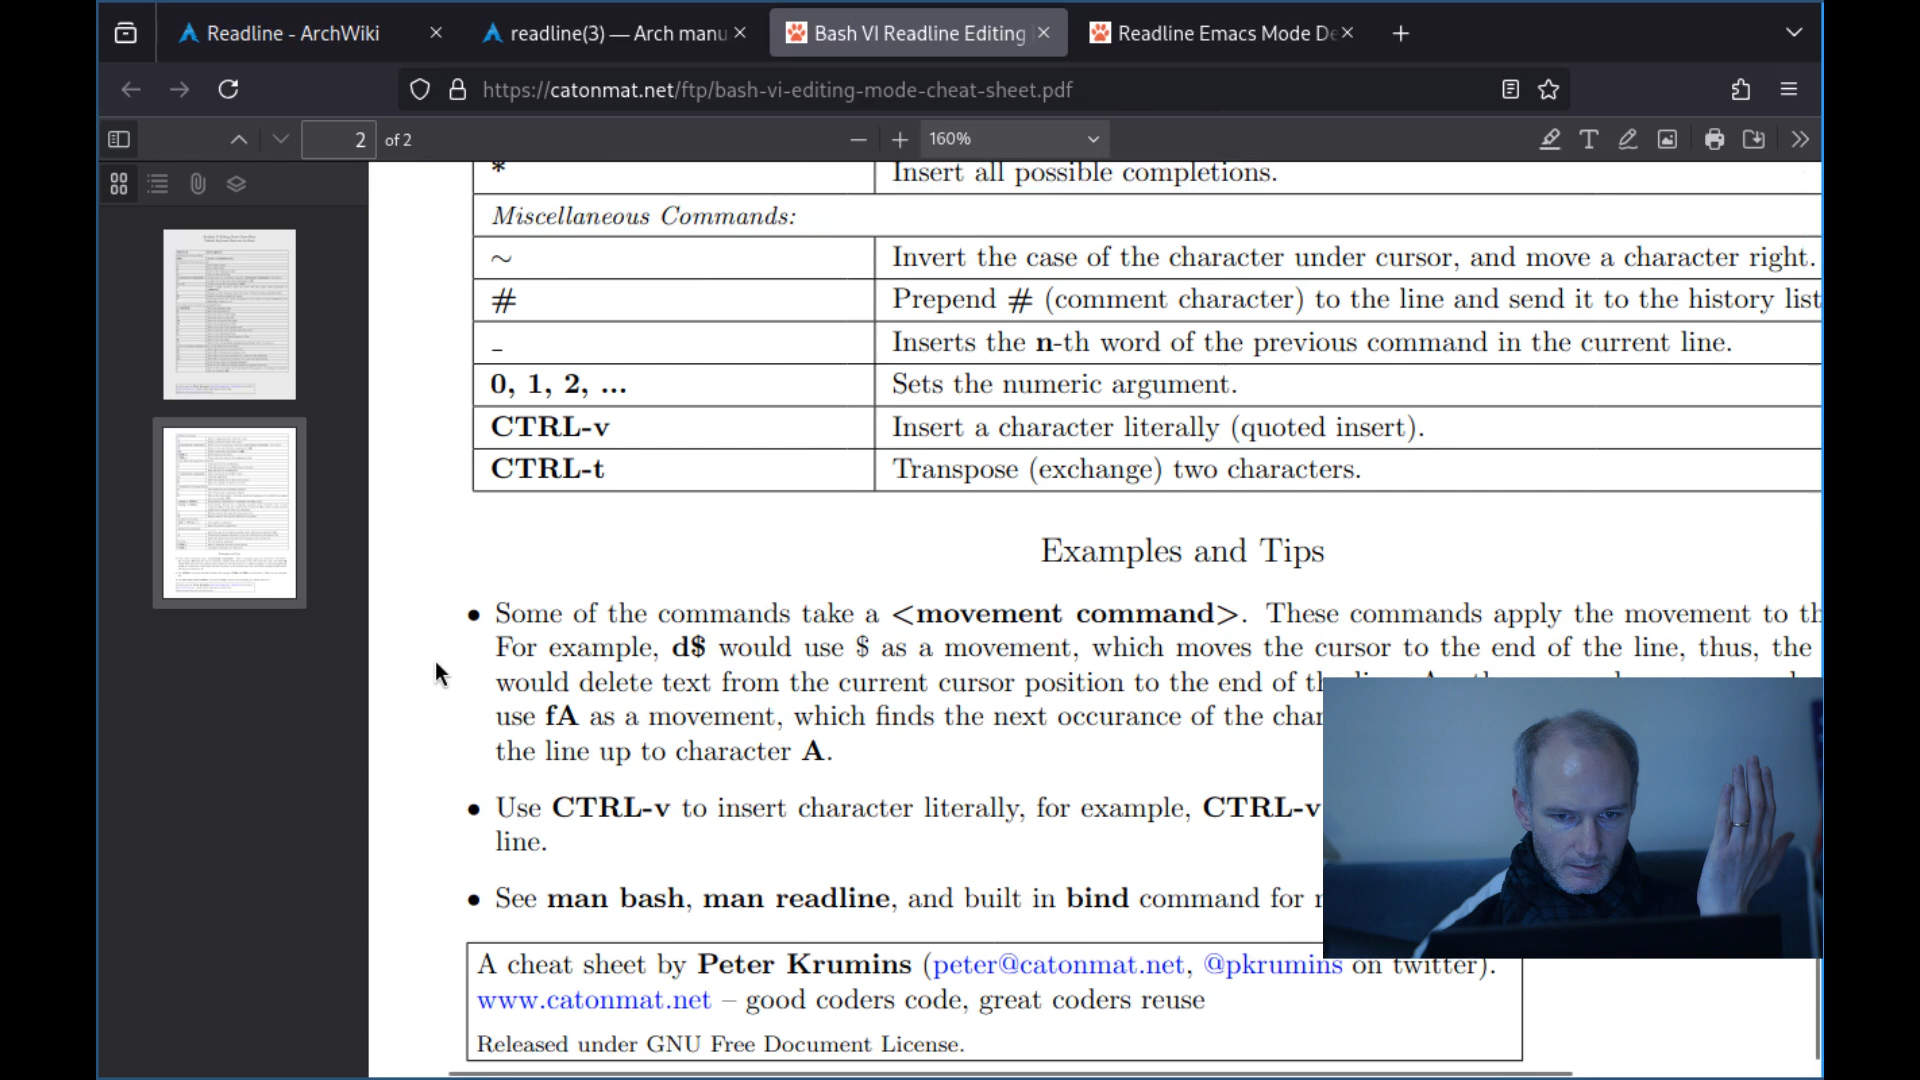 Readline - ArchWiki
readline(3) — Arch manu
Bash VI Readline Editing
Readline Emacs Mode De
https://catonmat.net/ftp/bash-vi-editing-mode-cheat-sheet.pdf
2 of 2
160%
* Insert all possible completions.
Miscellaneous Commands:
~ Invert the case of the character under cursor, and move a character right.
# Prepend # (comment character) to the line and send it to the history list
_ Inserts the n-th word of the previous command in the current line.
0, 1, 2, ... Sets the numeric argument.
CTRL-v Insert a character literally (quoted insert).
CTRL-t Transpose (exchange) two characters.
Examples and Tips
• Some of the commands take a <movement command>. These commands apply the movement to th
For example, d$ would use $ as a movement, which moves the cursor to the end of the line, thus, the
would delete text from the current cursor position to the end of th
use fA as a movement, which finds the next occurance of the char
the line up to character A.
• Use CTRL-v to insert character literally, for example, CTRL-v
line.
• See man bash, man readline, and built in bind command for
A cheat sheet by Peter Krumins (peter@catonmat.net, @pkrumins on twitter).
www.catonmat.net – good coders code, great coders reuse
Released under GNU Free Document License.